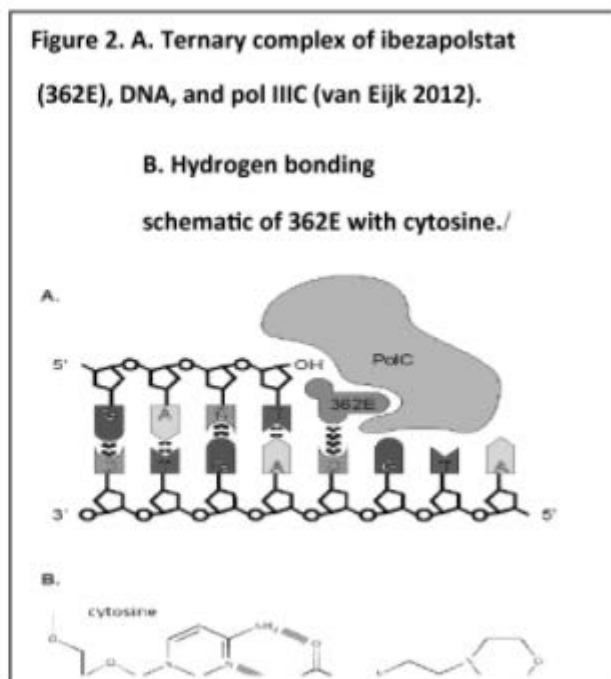 Figure 2. A. Ternary complex of ibezapolstat
(362E), DNA, and pol IIIC (van Eijk 2012).
B. Hydrogen bonding
schematic of 362E with cytosine./
A.
5'
OH
PolC
362E
A
A
A
3'
5'
B.
cytosine
NH₂
O
O
O
N
N
O